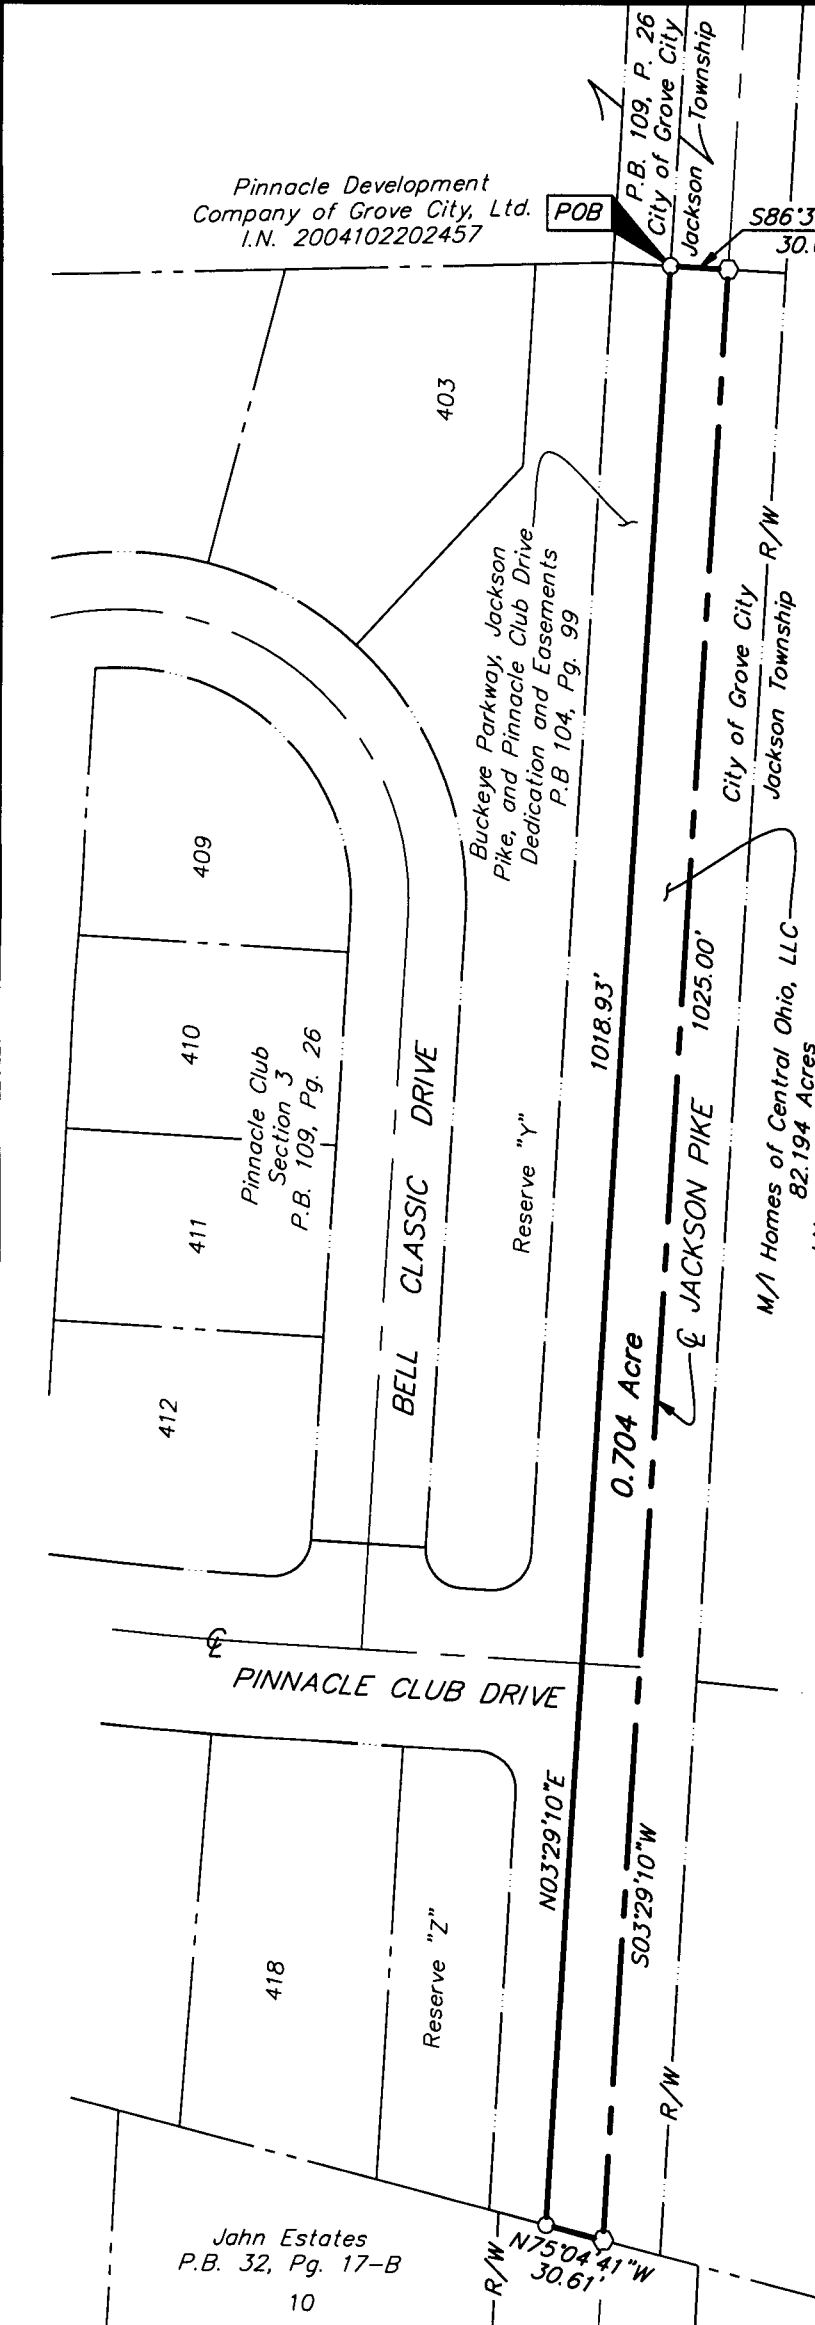 P.B. 109, P. 26
City of Grove City
Jackson Township
Pinnacle Development
Company of Grove City, Ltd.
I.N. 2004102202457
POB
S86°3
30.
403
Buckeye Parkway, Jackson
Pike, and Pinnacle Club Drive
Dedication and Easements
P.B 104, Pg. 99
R/W
City of Grove City
Jackson Township
409
410
Pinnacle Club
Section 3
P.B. 109, Pg. 26
411
412
BELL CLASSIC DRIVE
Reserve "Y"
1018.93'
1025.00'
M/I Homes of Central Ohio, LLC
82.194 Acres
℄ JACKSON PIKE
0.704 Acre
℄
PINNACLE CLUB DRIVE
N03°29'10"E
S03°29'10"W
418
Reserve "Z"
R/W
Jahn Estates
P.B. 32, Pg. 17-B
10
R/W
N75°04'41"W
30.61'